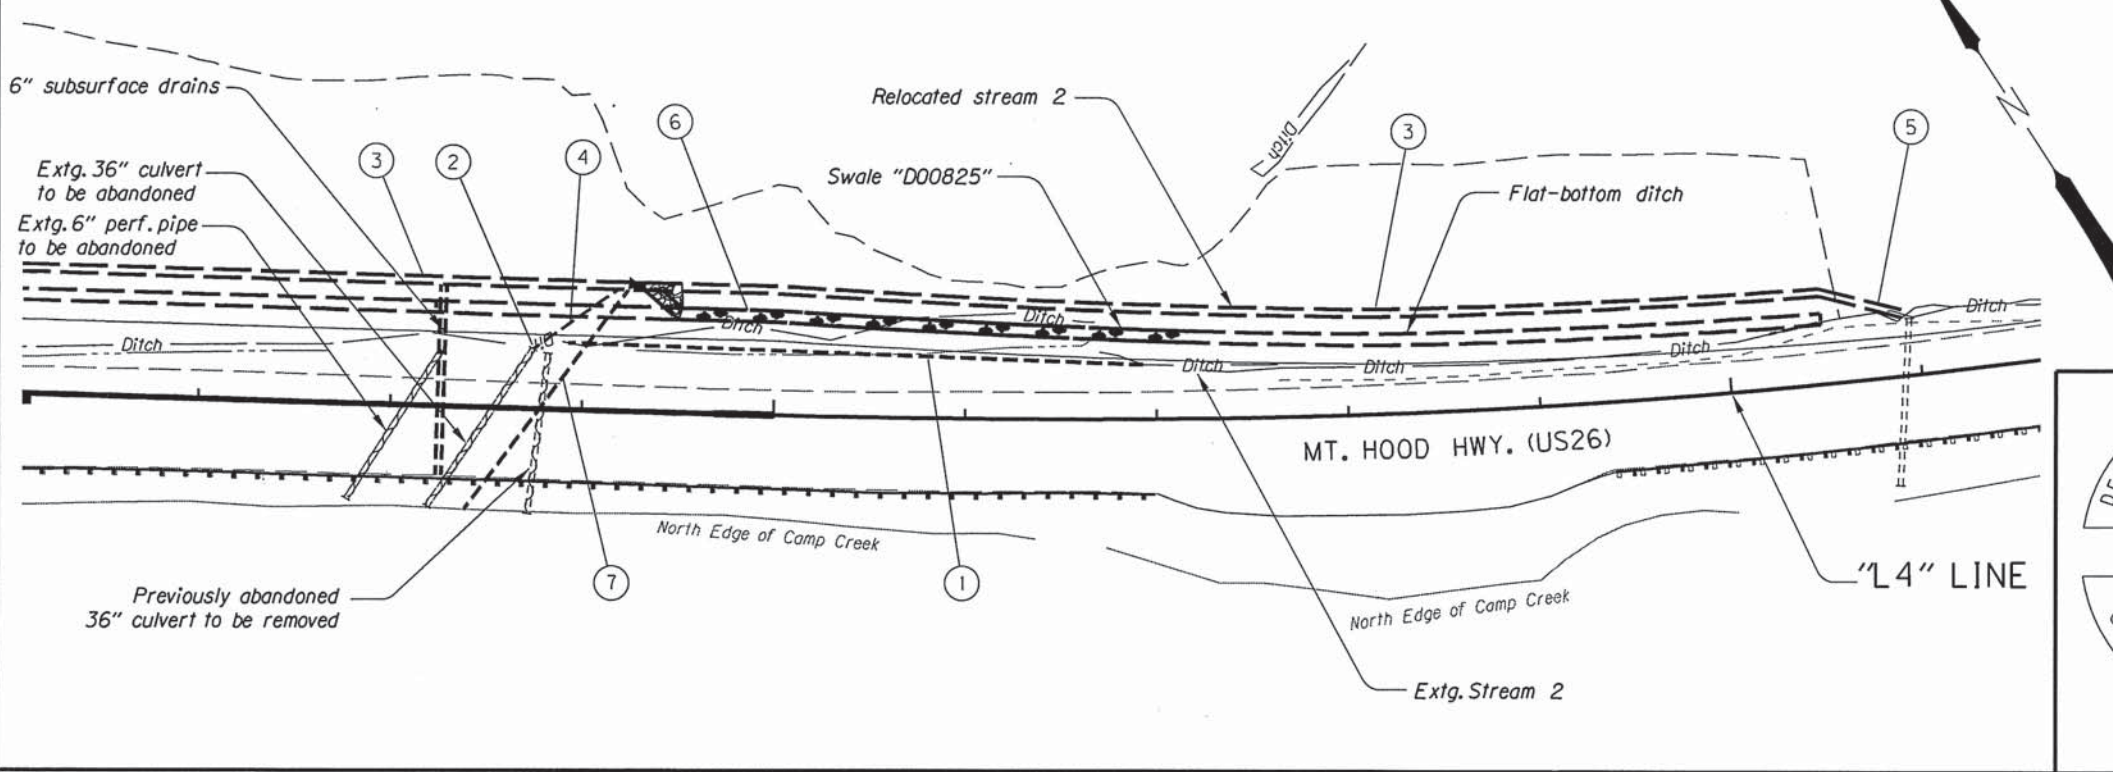 6" subsurface drains
Extg. 36" culvert
to be abandoned
Extg. 6" perf. pipe
to be abandoned
3
2
4
6
Relocated stream 2
Swale "D00825"
Ditch
3
5
Flat-bottom ditch
N
Ditch
Ditch
Ditch
Ditch
Ditch
Ditch
Ditch
MT. HOOD HWY. (US26)
North Edge of Camp Creek
Previously abandoned
36" culvert to be removed
7
1
"L4" LINE
North Edge of Camp Creek
Extg. Stream 2